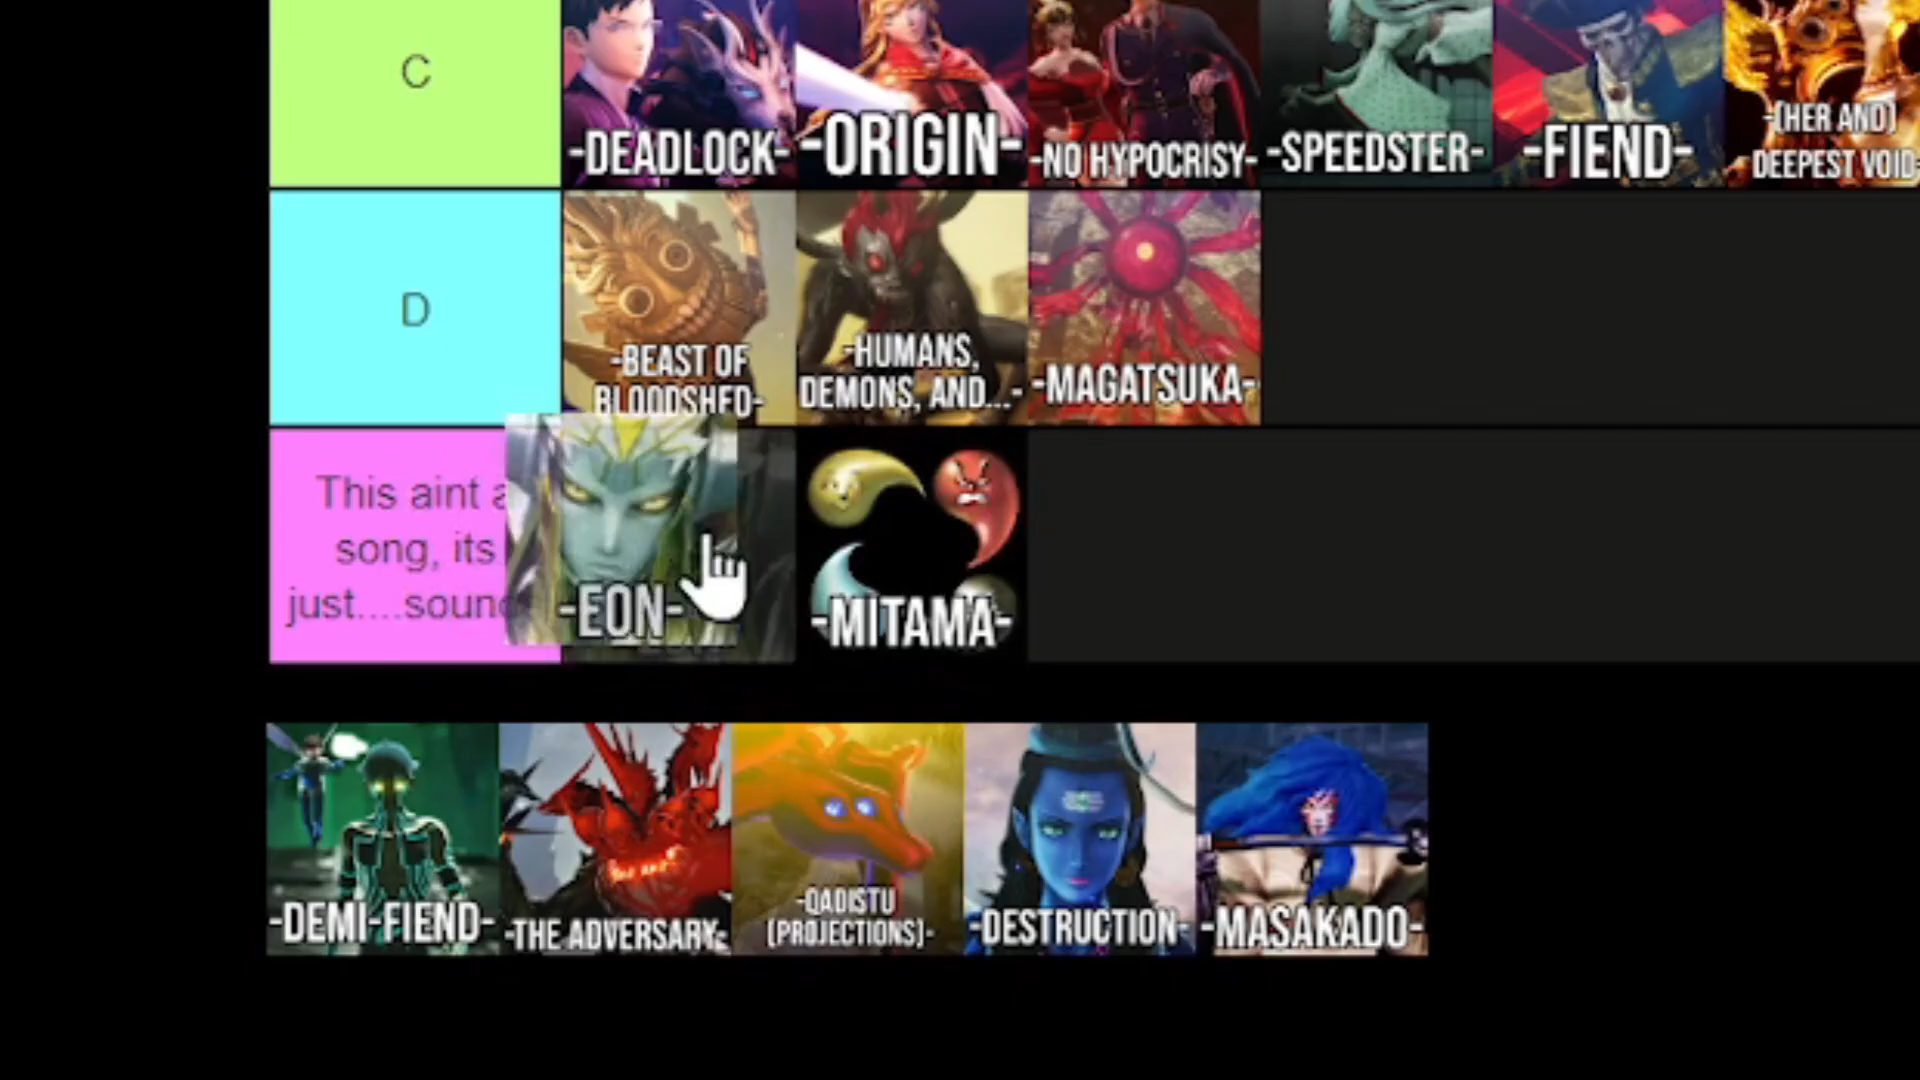 C
-DEADLOCK-
-ORIGIN-
-NO HYPOCRISY-
-SPEEDSTER-
-FIEND-
-(HER AND)
DEEPEST VOID-
D
-BEAST OF
BLOODSHED-
-HUMANS,
DEMONS, AND...-
-MAGATSUKA-
This aint a
song, its
just....sound
-EON-
-MITAMA-
-DEMI-FIEND-
-THE ADVERSARY-
-QADISTU
(PROJECTIONS)-
-DESTRUCTION-
-MASAKADO-